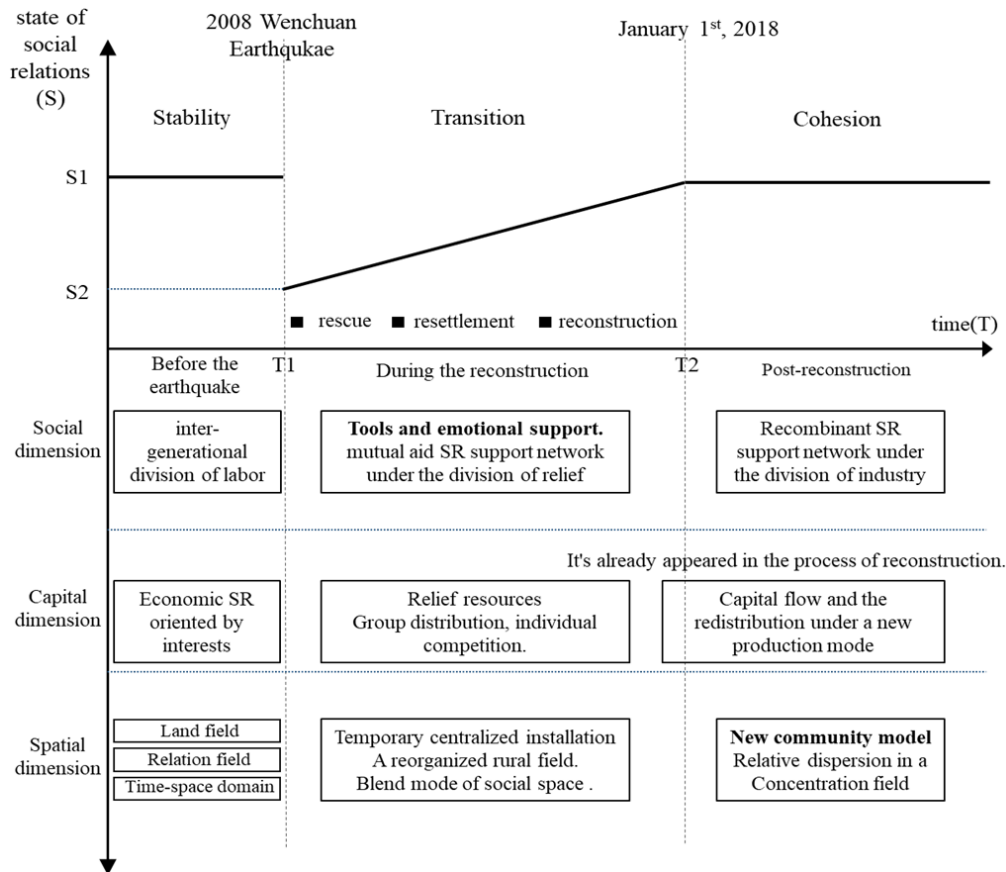 state of
social
relations
(S)
2008 Wenchuan
Earthqukae
January 1st, 2018
Stability
Transition
Cohesion
S1
S2
■ rescue ■ resettlement ■ reconstruction
time(T)
Before the
earthquake
T1
During the reconstruction
T2
Post-reconstruction
Social
dimension
inter-
generational
division of labor
Tools and emotional support.
mutual aid SR support network
under the division of relief
Recombinant SR
support network under
the division of industry
It's already appeared in the process of reconstruction.
Capital
dimension
Economic SR
oriented by
interests
Relief resources
Group distribution, individual
competition.
Capital flow and the
redistribution under a new
production mode
Spatial
dimension
Land field
Relation field
Time-space domain
Temporary centralized installation
A reorganized rural field.
Blend mode of social space .
New community model
Relative dispersion in a
Concentration field